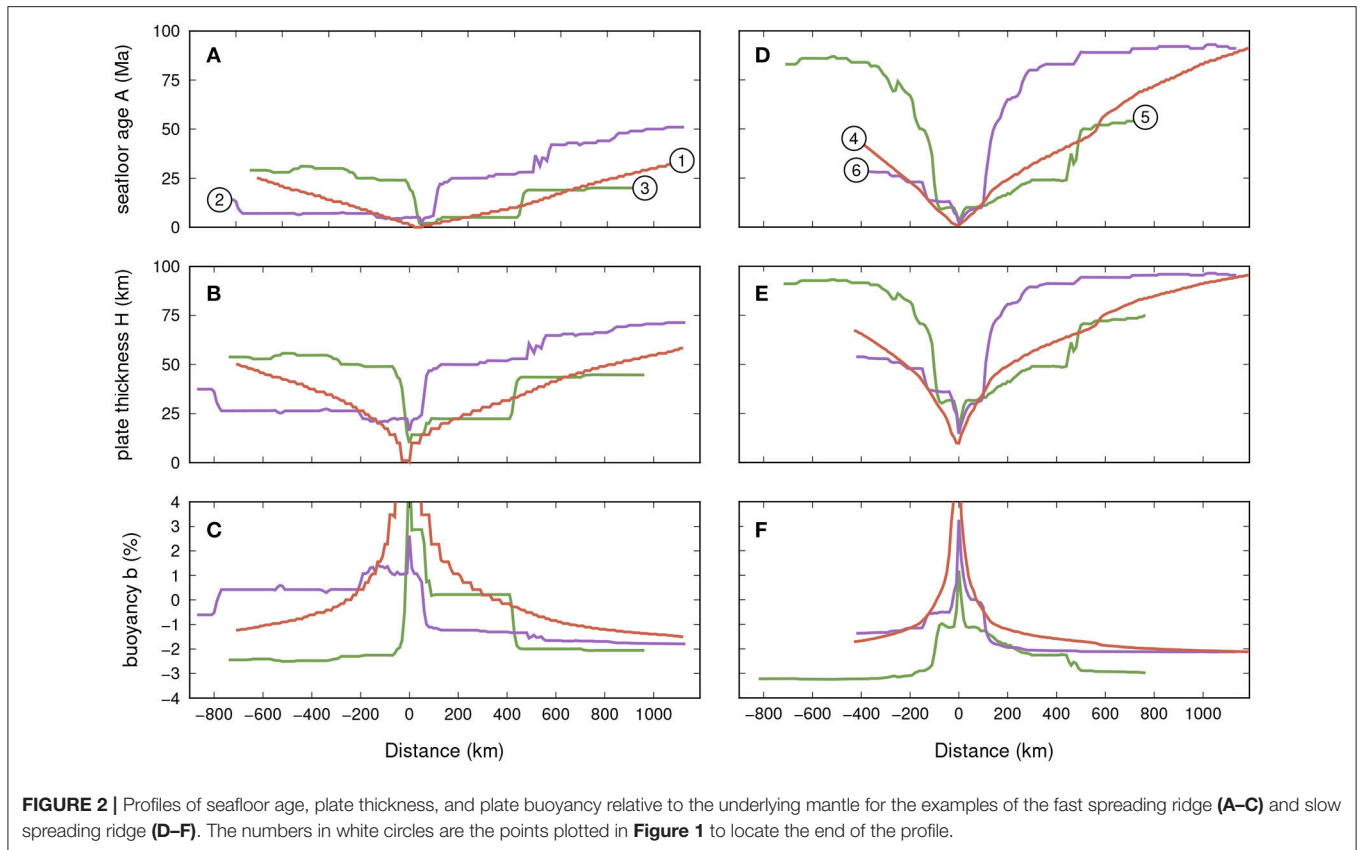 A
D
seafloor age A (Ma)
100
75
50
25
0
1
2
3
4
5
6
B
E
plate thickness H (km)
100
75
50
25
0
C
F
buoyancy b (%)
4
3
2
1
0
−1
−2
−3
−4
−800 −600 −400 −200 0 200 400 600 800 1000
−800 −600 −400 −200 0 200 400 600 800 1000
Distance (km)
Distance (km)
FIGURE 2 | Profiles of seafloor age, plate thickness, and plate buoyancy relative to the underlying mantle for the examples of the fast spreading ridge (A–C) and slow
spreading ridge (D–F). The numbers in white circles are the points plotted in Figure 1 to locate the end of the profile.